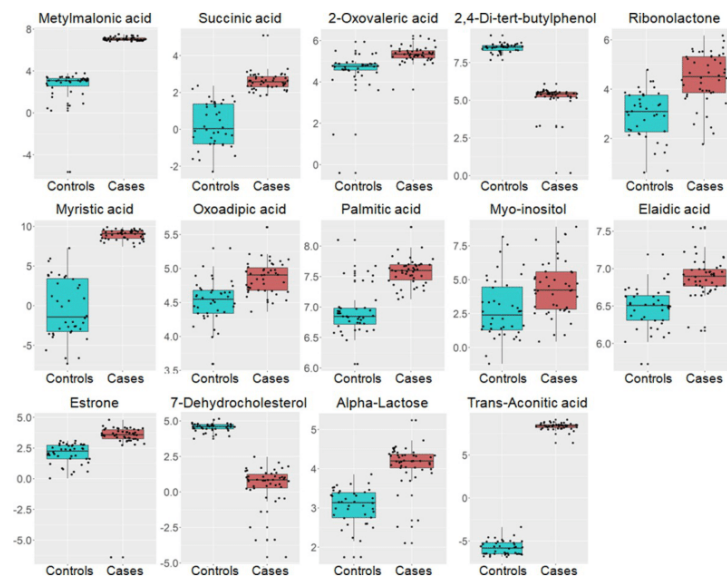 Metylmalonic acid
Succinic acid
2-Oxovaleric acid
2,4-Di-tert-butylphenol
Ribonolactone
8
4
0
-4
Controls Cases
4
2
0
-2
Controls Cases
6
4
2
0
Controls Cases
7.5
5.0
2.5
0.0
Controls Cases
6
4
2
Controls Cases
Myristic acid
Oxoadipic acid
Palmitic acid
Myo-inositol
Elaidic acid
10
5
0
-5
Controls Cases
5.5
5.0
4.5
4.0
3.5
Controls Cases
8.0
7.5
7.0
6.5
6.0
Controls Cases
7.5
5.0
2.5
0.0
Controls Cases
7.5
7.0
6.5
6.0
Controls Cases
Estrone
7-Dehydrocholesterol
Alpha-Lactose
Trans-Aconitic acid
5.0
2.5
0.0
-2.5
-5.0
Controls Cases
5.0
2.5
0.0
-2.5
-5.0
Controls Cases
5
4
3
2
Controls Cases
5
0
-5
Controls Cases